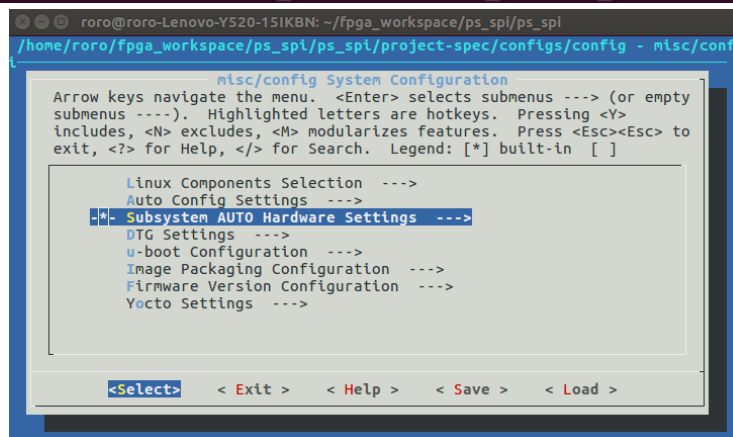 roro@roro-Lenovo-Y520-15IKBN: ~/fpga_workspace/ps_spi/ps_spi
/home/roro/fpga_workspace/ps_spi/ps_spi/project-spec/configs/config - misc/conf
i
misc/config System Configuration
Arrow keys navigate the menu. <Enter> selects submenus ---> (or empty
submenus ----). Highlighted letters are hotkeys. Pressing <Y>
includes, <N> excludes, <M> modularizes features. Press <Esc><Esc> to
exit, <?> for Help, </> for Search. Legend: [*] built-in [ ]
Linux Components Selection --->
Auto Config Settings --->
-*- Subsystem AUTO Hardware Settings --->
DTG Settings --->
u-boot Configuration --->
Image Packaging Configuration --->
Firmware Version Configuration --->
Yocto Settings --->
<Select> < Exit > < Help > < Save > < Load >